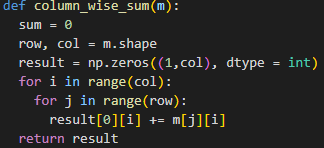 def column_wise_sum(m):
  sum = 0
  row, col = m.shape
  result = np.zeros((1,col), dtype = int)
  for i in range(col):
    for j in range(row):
      result[0][i] += m[j][i]
  return result